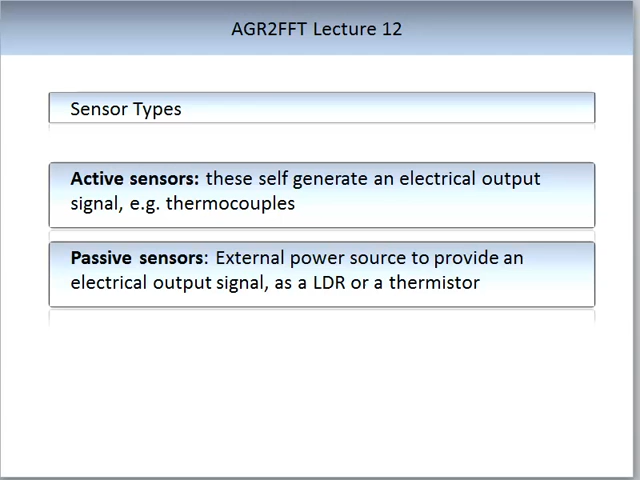 AGR2FFT Lecture 12
Sensor Types
Active sensors: these self generate an electrical output
signal, e.g. thermocouples
Passive sensors: External power source to provide an
electrical output signal, as a LDR or a thermistor